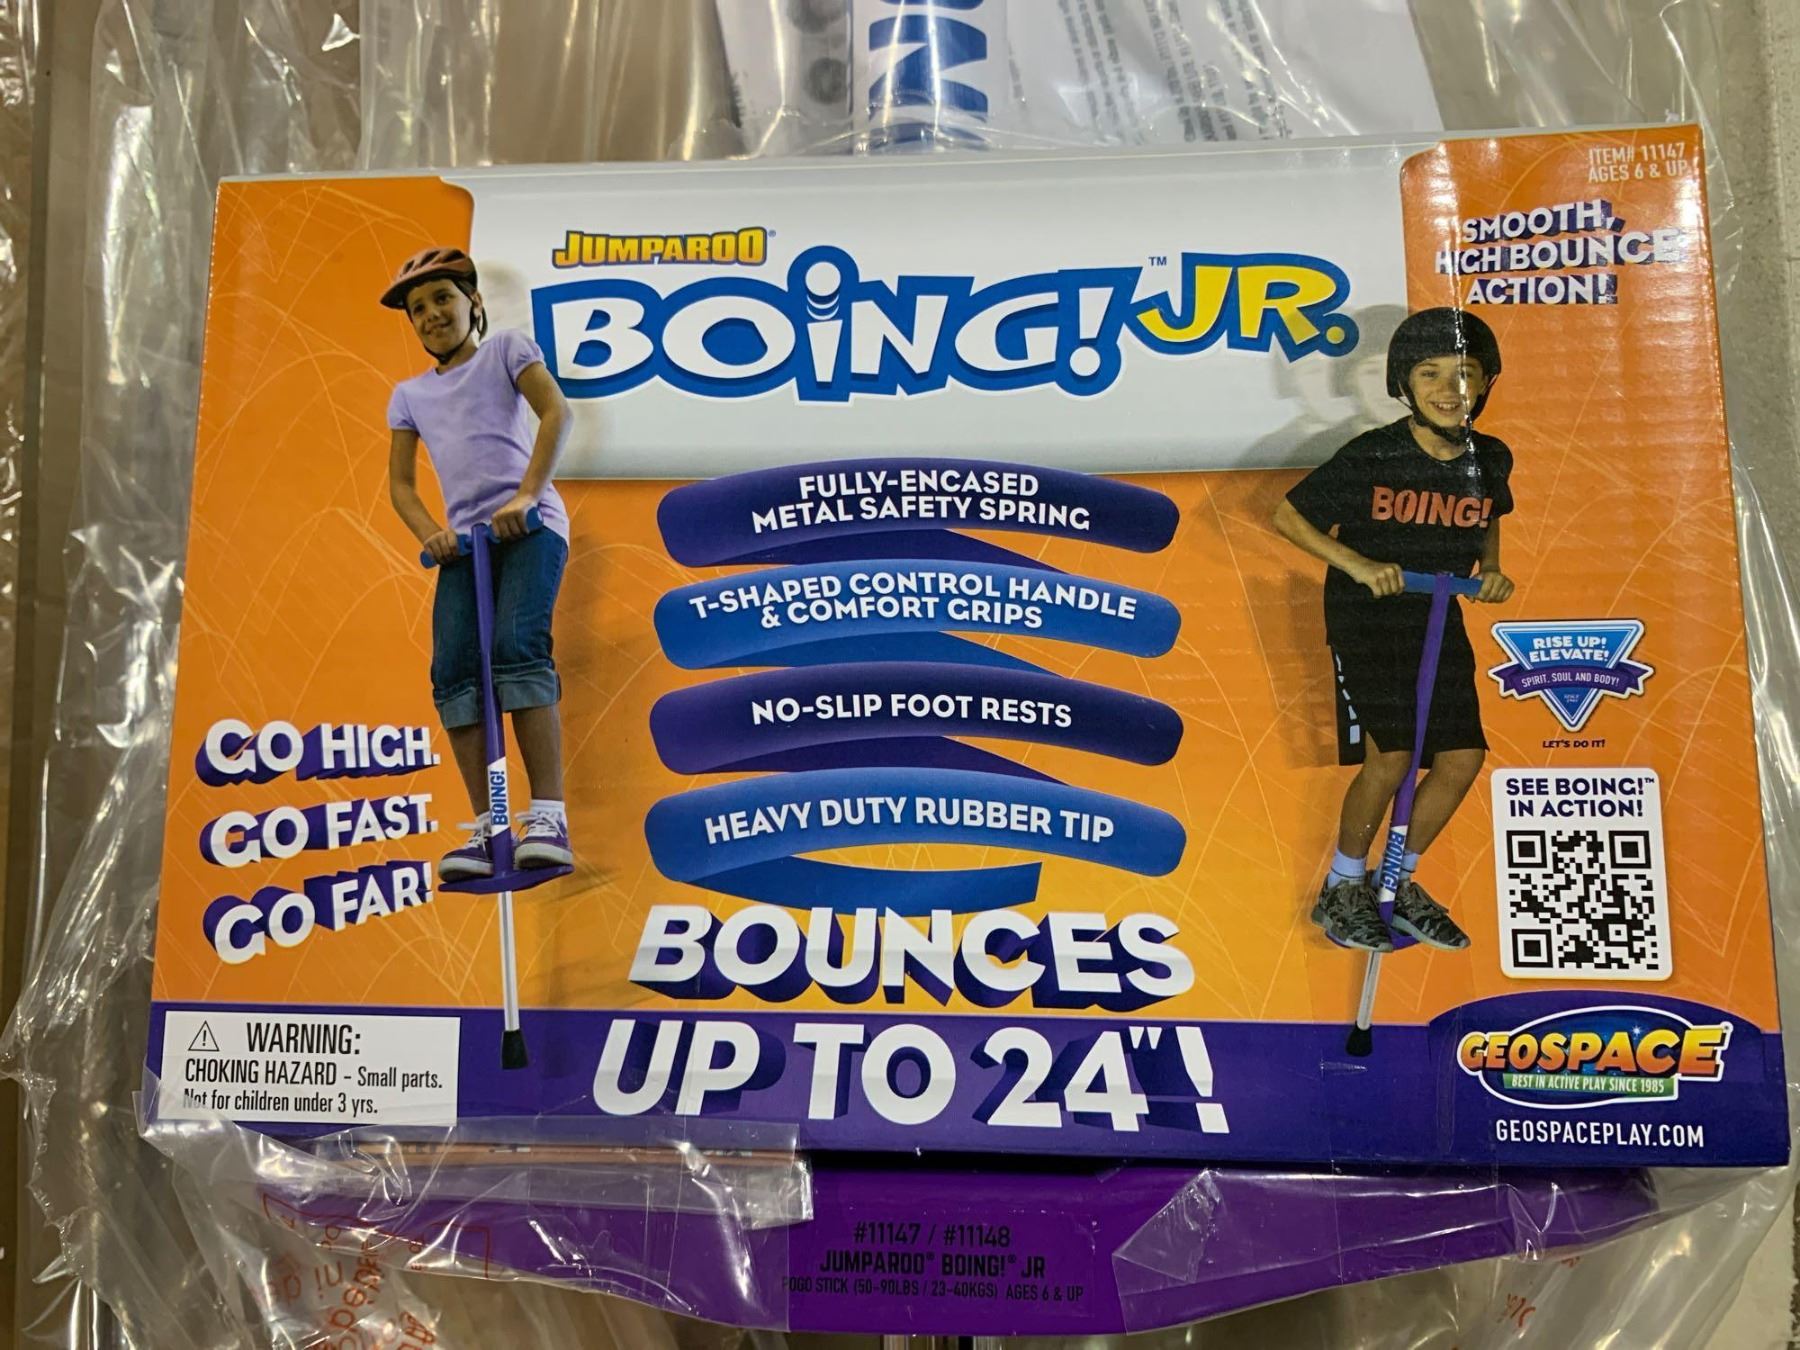 ITEM# 11147
AGES 6 & UP
JUMPAROO®
BOING!™ JR.
SMOOTH,
HIGH BOUNCE
ACTION!
FULLY-ENCASED
METAL SAFETY SPRING
T-SHAPED CONTROL HANDLE
& COMFORT GRIPS
NO-SLIP FOOT RESTS
HEAVY DUTY RUBBER TIP
BOING!
RISE UP!
ELEVATE!
SPIRIT, SOUL AND BODY!
LET'S DO IT!
GO HIGH.
GO FAST.
GO FAR!
BOING!
BOING!
SEE BOING!™
IN ACTION!
BOUNCES
UP TO 24"!
WARNING:
CHOKING HAZARD - Small parts.
Not for children under 3 yrs.
GEOSPACE®
BEST IN ACTIVE PLAY SINCE 1985
GEOSPACEPLAY.COM
#11147 / #11148
JUMPAROO® BOING!® JR
POGO STICK (50-90LBS / 23-40KGS) AGES 6 & UP